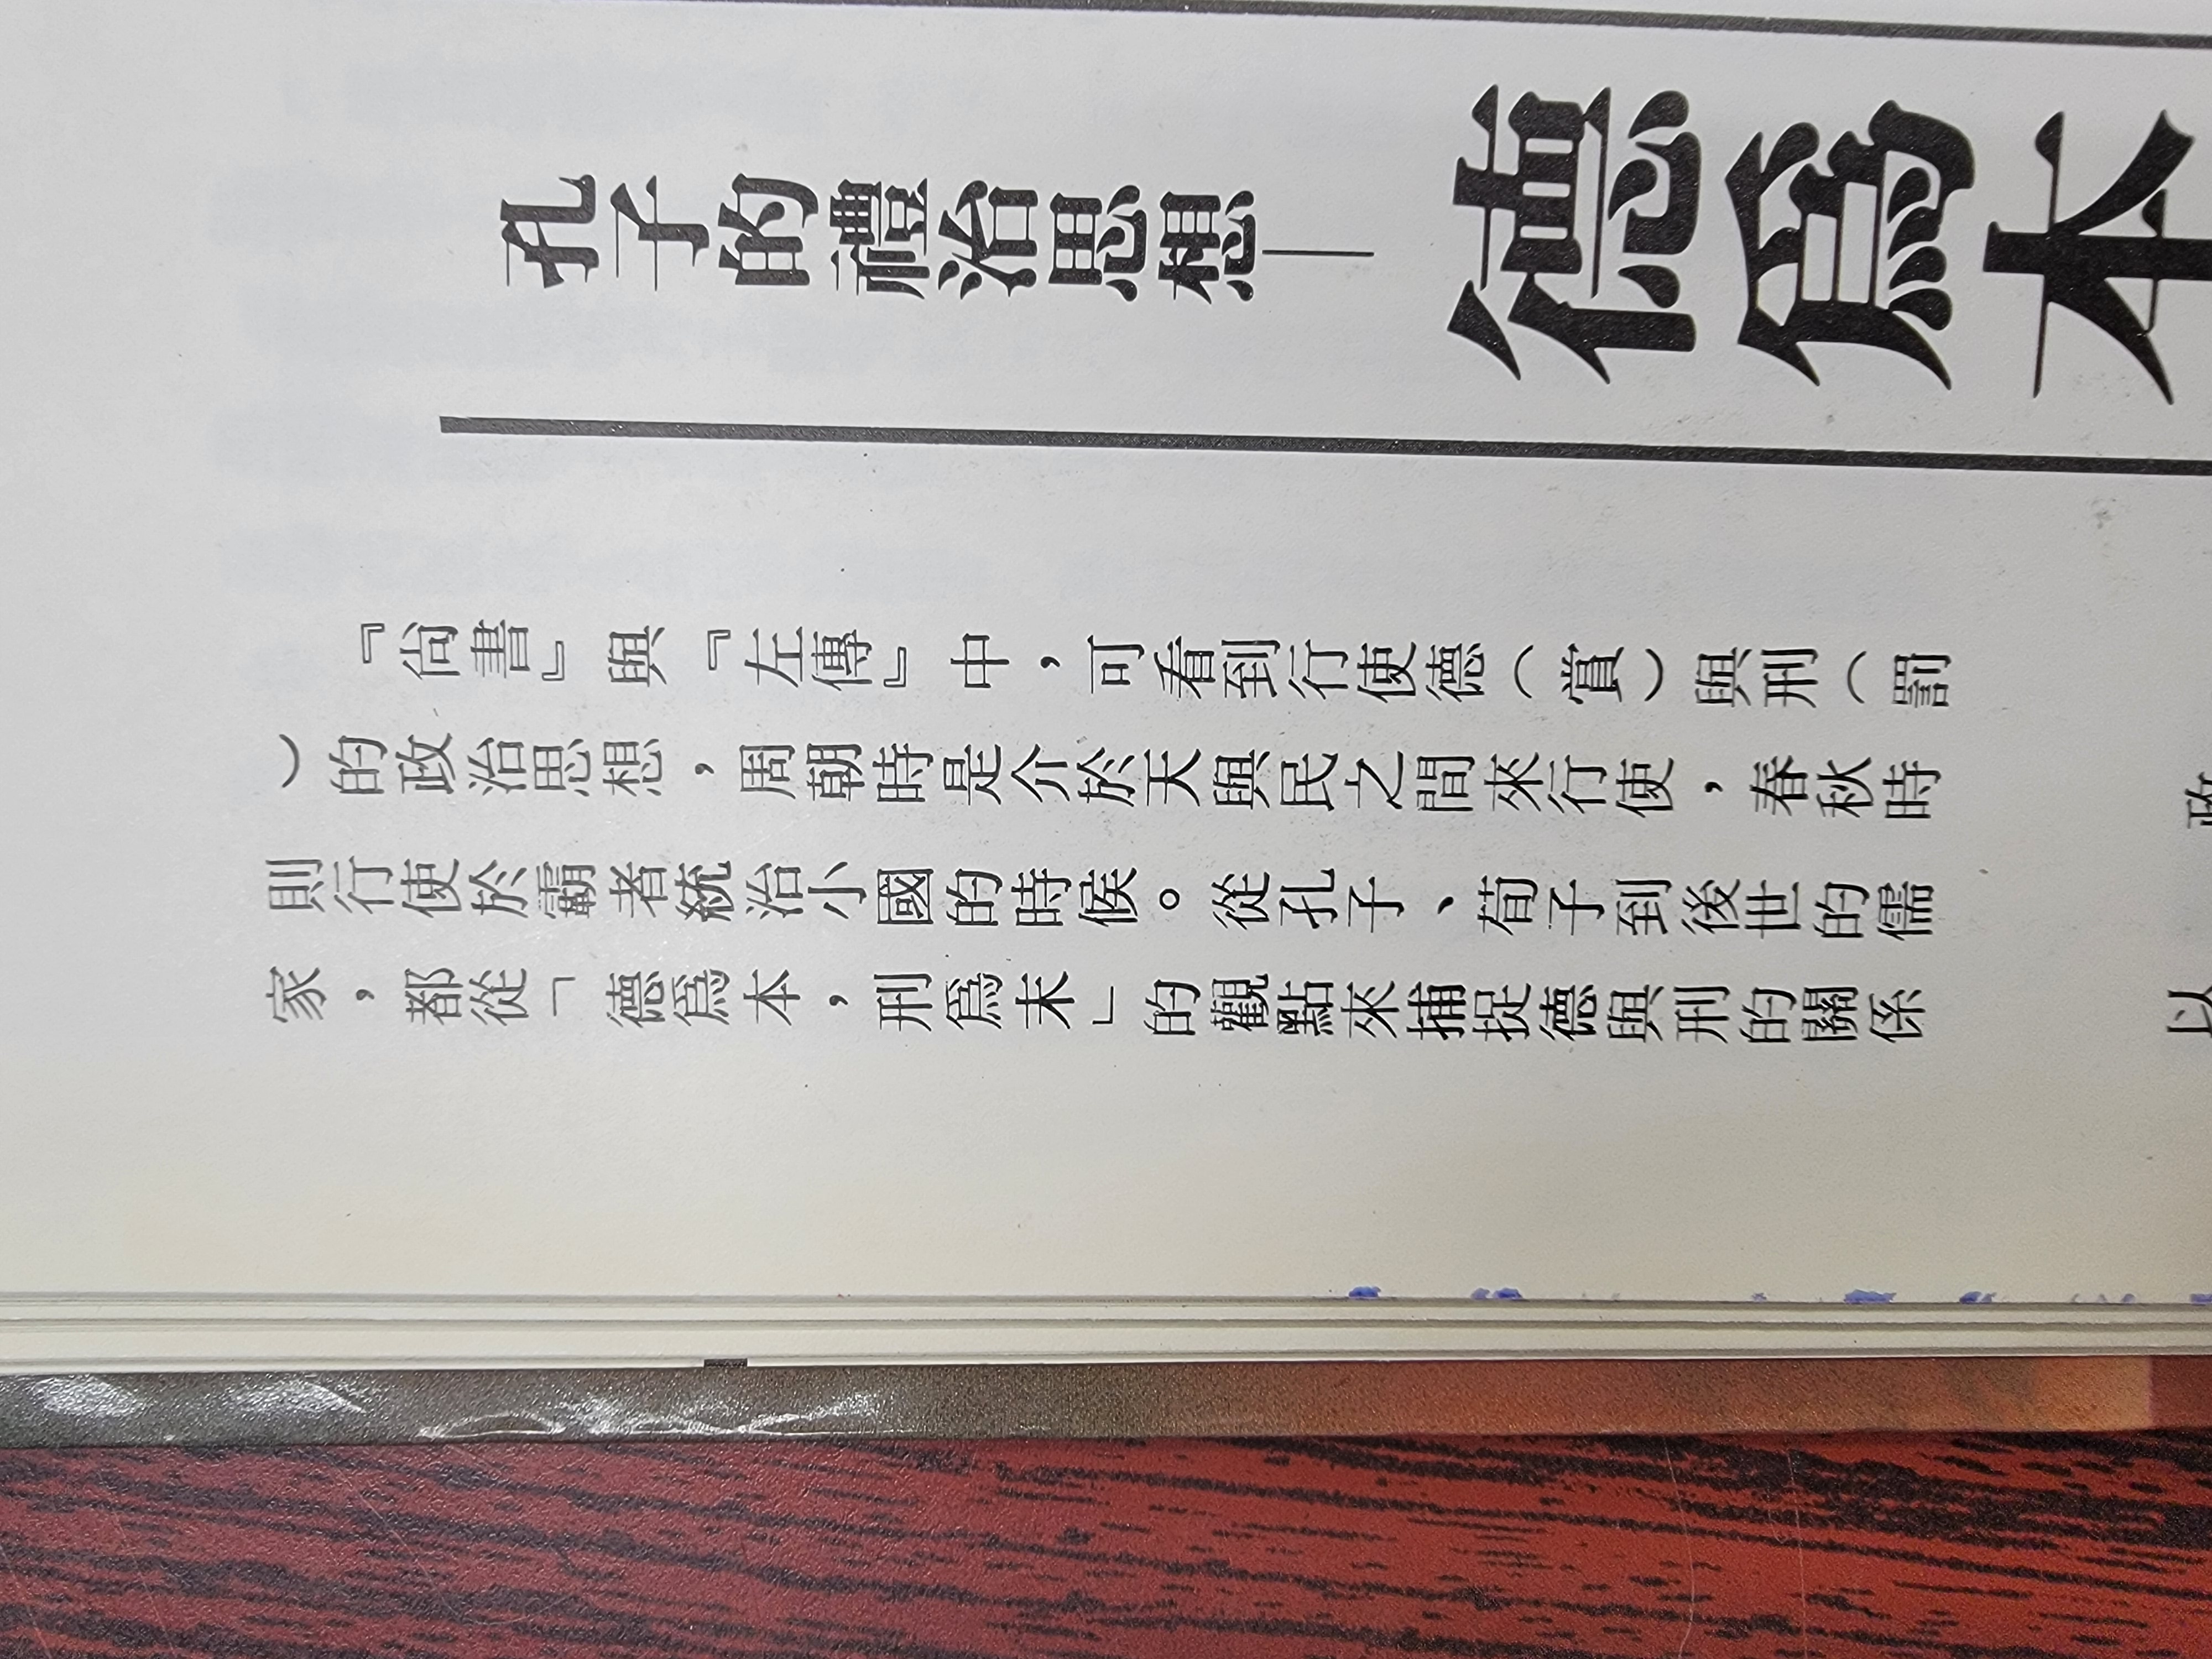 孔子的禮治思想——德爲本
『尙書』與『左傳』中，可看到行使德（賞）與刑（罰
）的政治思想，周朝時是介於天與民之間來行使，春秋時
則行使於霸者統治小國的時候。從孔子、荀子到後世的儒
家，都從「德爲本，刑爲末」的觀點來捕捉德與刑的關係
以